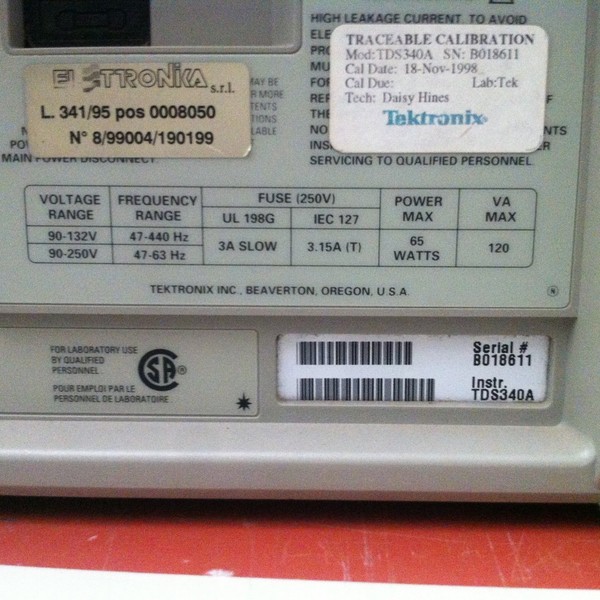 HIGH LEAKAGE CURRENT. TO AVOID
TRACEABLE CALIBRATION
Mod:TDS340A SN: B018611
Cal Date: 18-Nov-1998
Cal Due: Lab:Tek
Tech: Daisy Hines
Tektronix
SERVICING TO QUALIFIED PERSONNEL.
s.r.l.
L. 341/95 pos 0008050
N° 8/99004/190199
MAIN POWER DISCONNECT.
VOLTAGE RANGE FREQUENCY RANGE FUSE (250V) POWER MAX VA MAX
UL 198G IEC 127
90-132V 47-440 Hz 3A SLOW 3.15A (T) 65 WATTS 120
90-250V 47-63 Hz
TEKTRONIX INC., BEAVERTON, OREGON, U.S.A.
FOR LABORATORY USE
BY QUALIFIED
PERSONNEL.
POUR EMPLOI PAR LE
PERSONNEL DE LABORATOIRE.
Serial #
B018611
Instr.
TDS340A